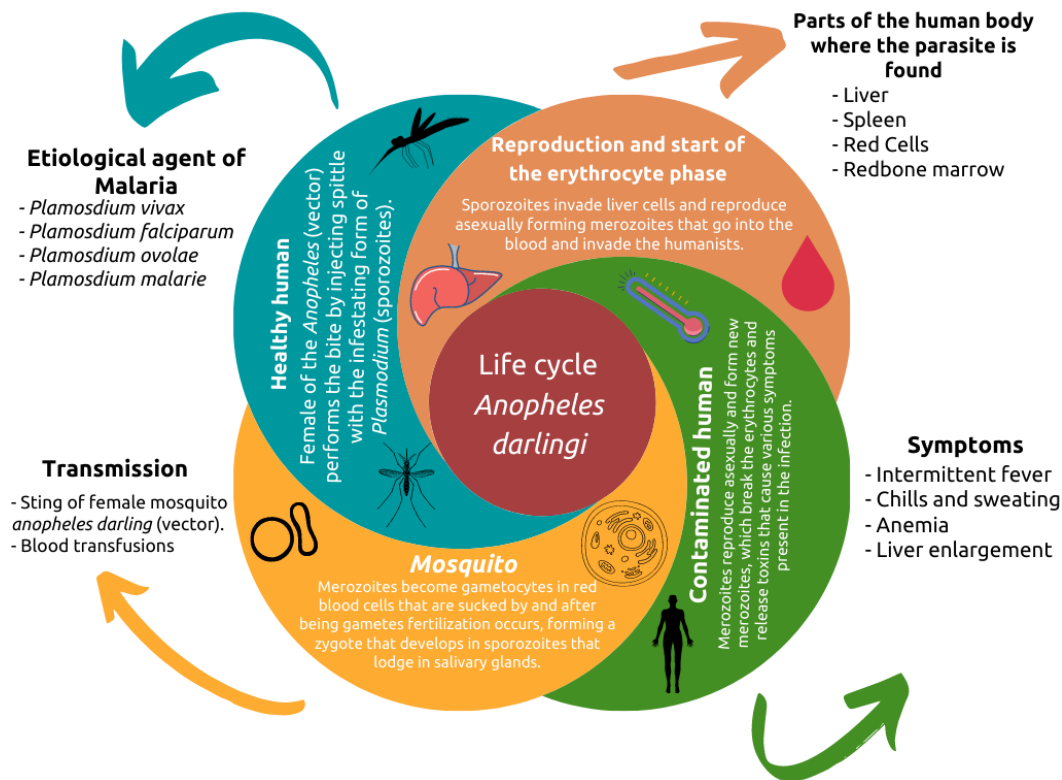 Etiological agent of
Malaria
- Plamosdium vivax
- Plamosdium falciparum
- Plamosdium ovolae
- Plamosdium malarie
Healthy human
Female of the Anopheles (vector)
performs the bite by injecting spittle
with the infestating form of
Plasmodium (sporozoites).
Reproduction and start of
the erythrocyte phase
Sporozoites invade liver cells and reproduce
asexually forming merozoites that go into the
blood and invade the humanists.
Parts of the human body
where the parasite is
found
- Liver
- Spleen
- Red Cells
- Redbone marrow
Life cycle
Anopheles
darlingi
Contaminated human
Merozoites reproduce asexually and form new
merozoites, which break the erythrocytes and
release toxins that cause various symptoms
present in the infection.
Symptoms
- Intermittent fever
- Chills and sweating
- Anemia
- Liver enlargement
Mosquito
Merozoites become gametocytes in red
blood cells that are sucked by and after
being gametes fertilization occurs, forming a
zygote that develops in sporozoites that
lodge in salivary glands.
Transmission
- Sting of female mosquito
anopheles darling (vector).
- Blood transfusions